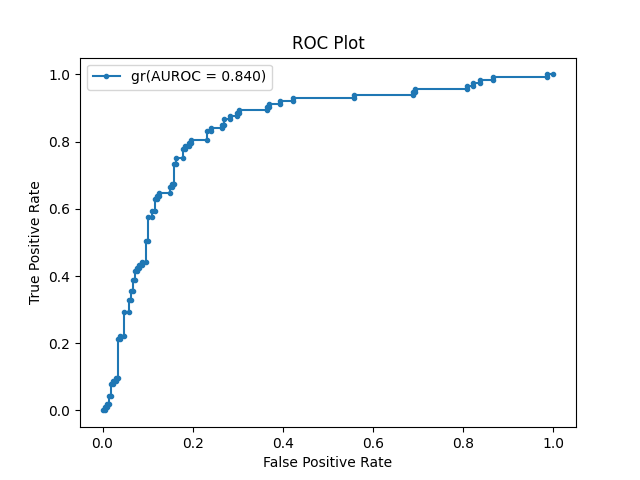 ROC Plot
gr(AUROC = 0.840)
1.0
0.8
0.6
0.4
0.2
0.0
True Positive Rate
0.0 0.2 0.4 0.6 0.8 1.0
False Positive Rate